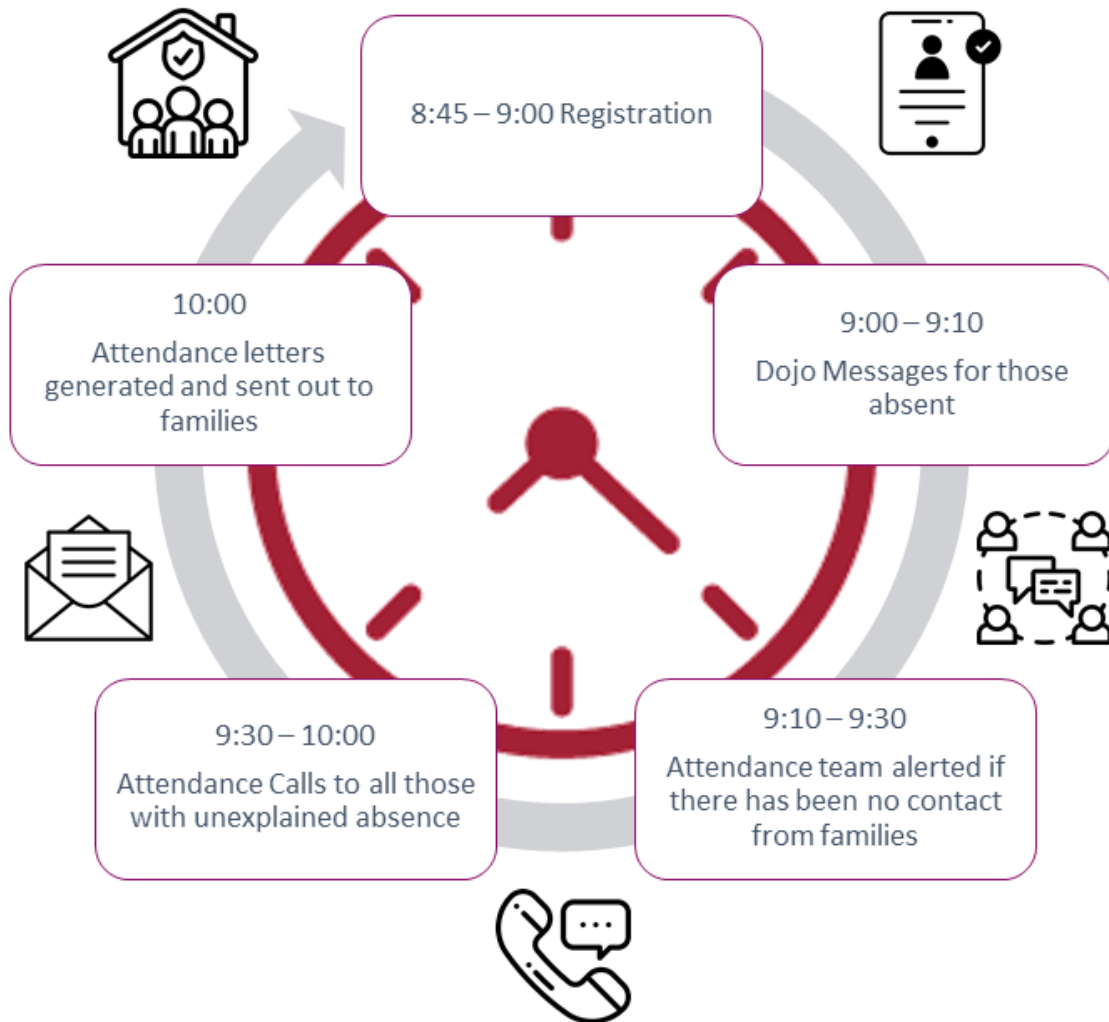 8:45 – 9:00 Registration
9:00 – 9:10
Dojo Messages for those
absent
9:10 – 9:30
Attendance team alerted if
there has been no contact
from families
9:30 – 10:00
Attendance Calls to all those
with unexplained absence
10:00
Attendance letters
generated and sent out to
families